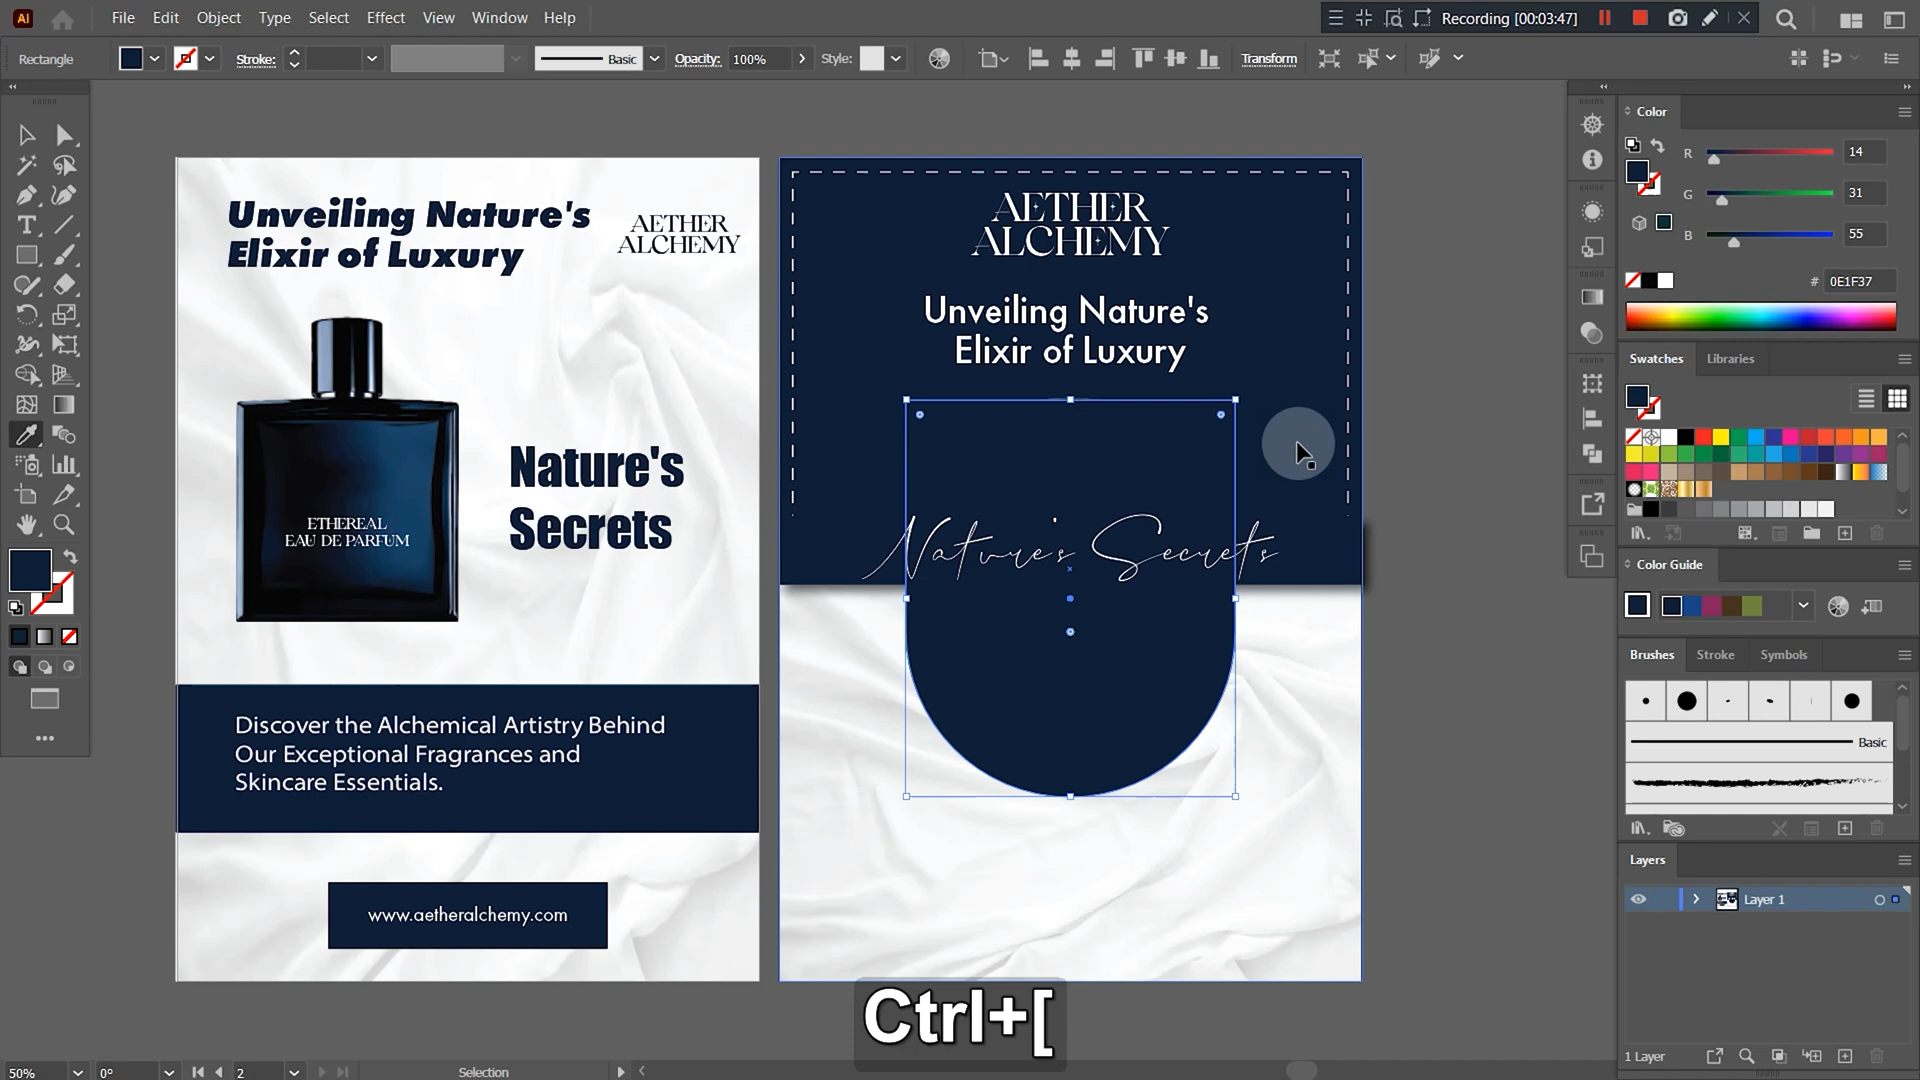 Ai File Edit Object Type Select Effect View Window Help
Recording [00:03:47]
Rectangle Stroke: Basic Opacity: 100% Style: Transform
Color
R 14
G 31
B 55
# 0E1F37
Swatches Libraries
Color Guide
Brushes Stroke Symbols
Basic
Layers
Layer 1
1 Layer
Unveiling Nature's
Elixir of Luxury
AETHER
ALCHEMY
ETHEREAL
EAU DE PARFUM
Nature's
Secrets
Discover the Alchemical Artistry Behind
Our Exceptional Fragrances and
Skincare Essentials.
www.aetheralchemy.com
AETHER
ALCHEMY
Unveiling Nature's
Elixir of Luxury
Nature's Secrets
Ctrl+[
50% 0° 2 Selection